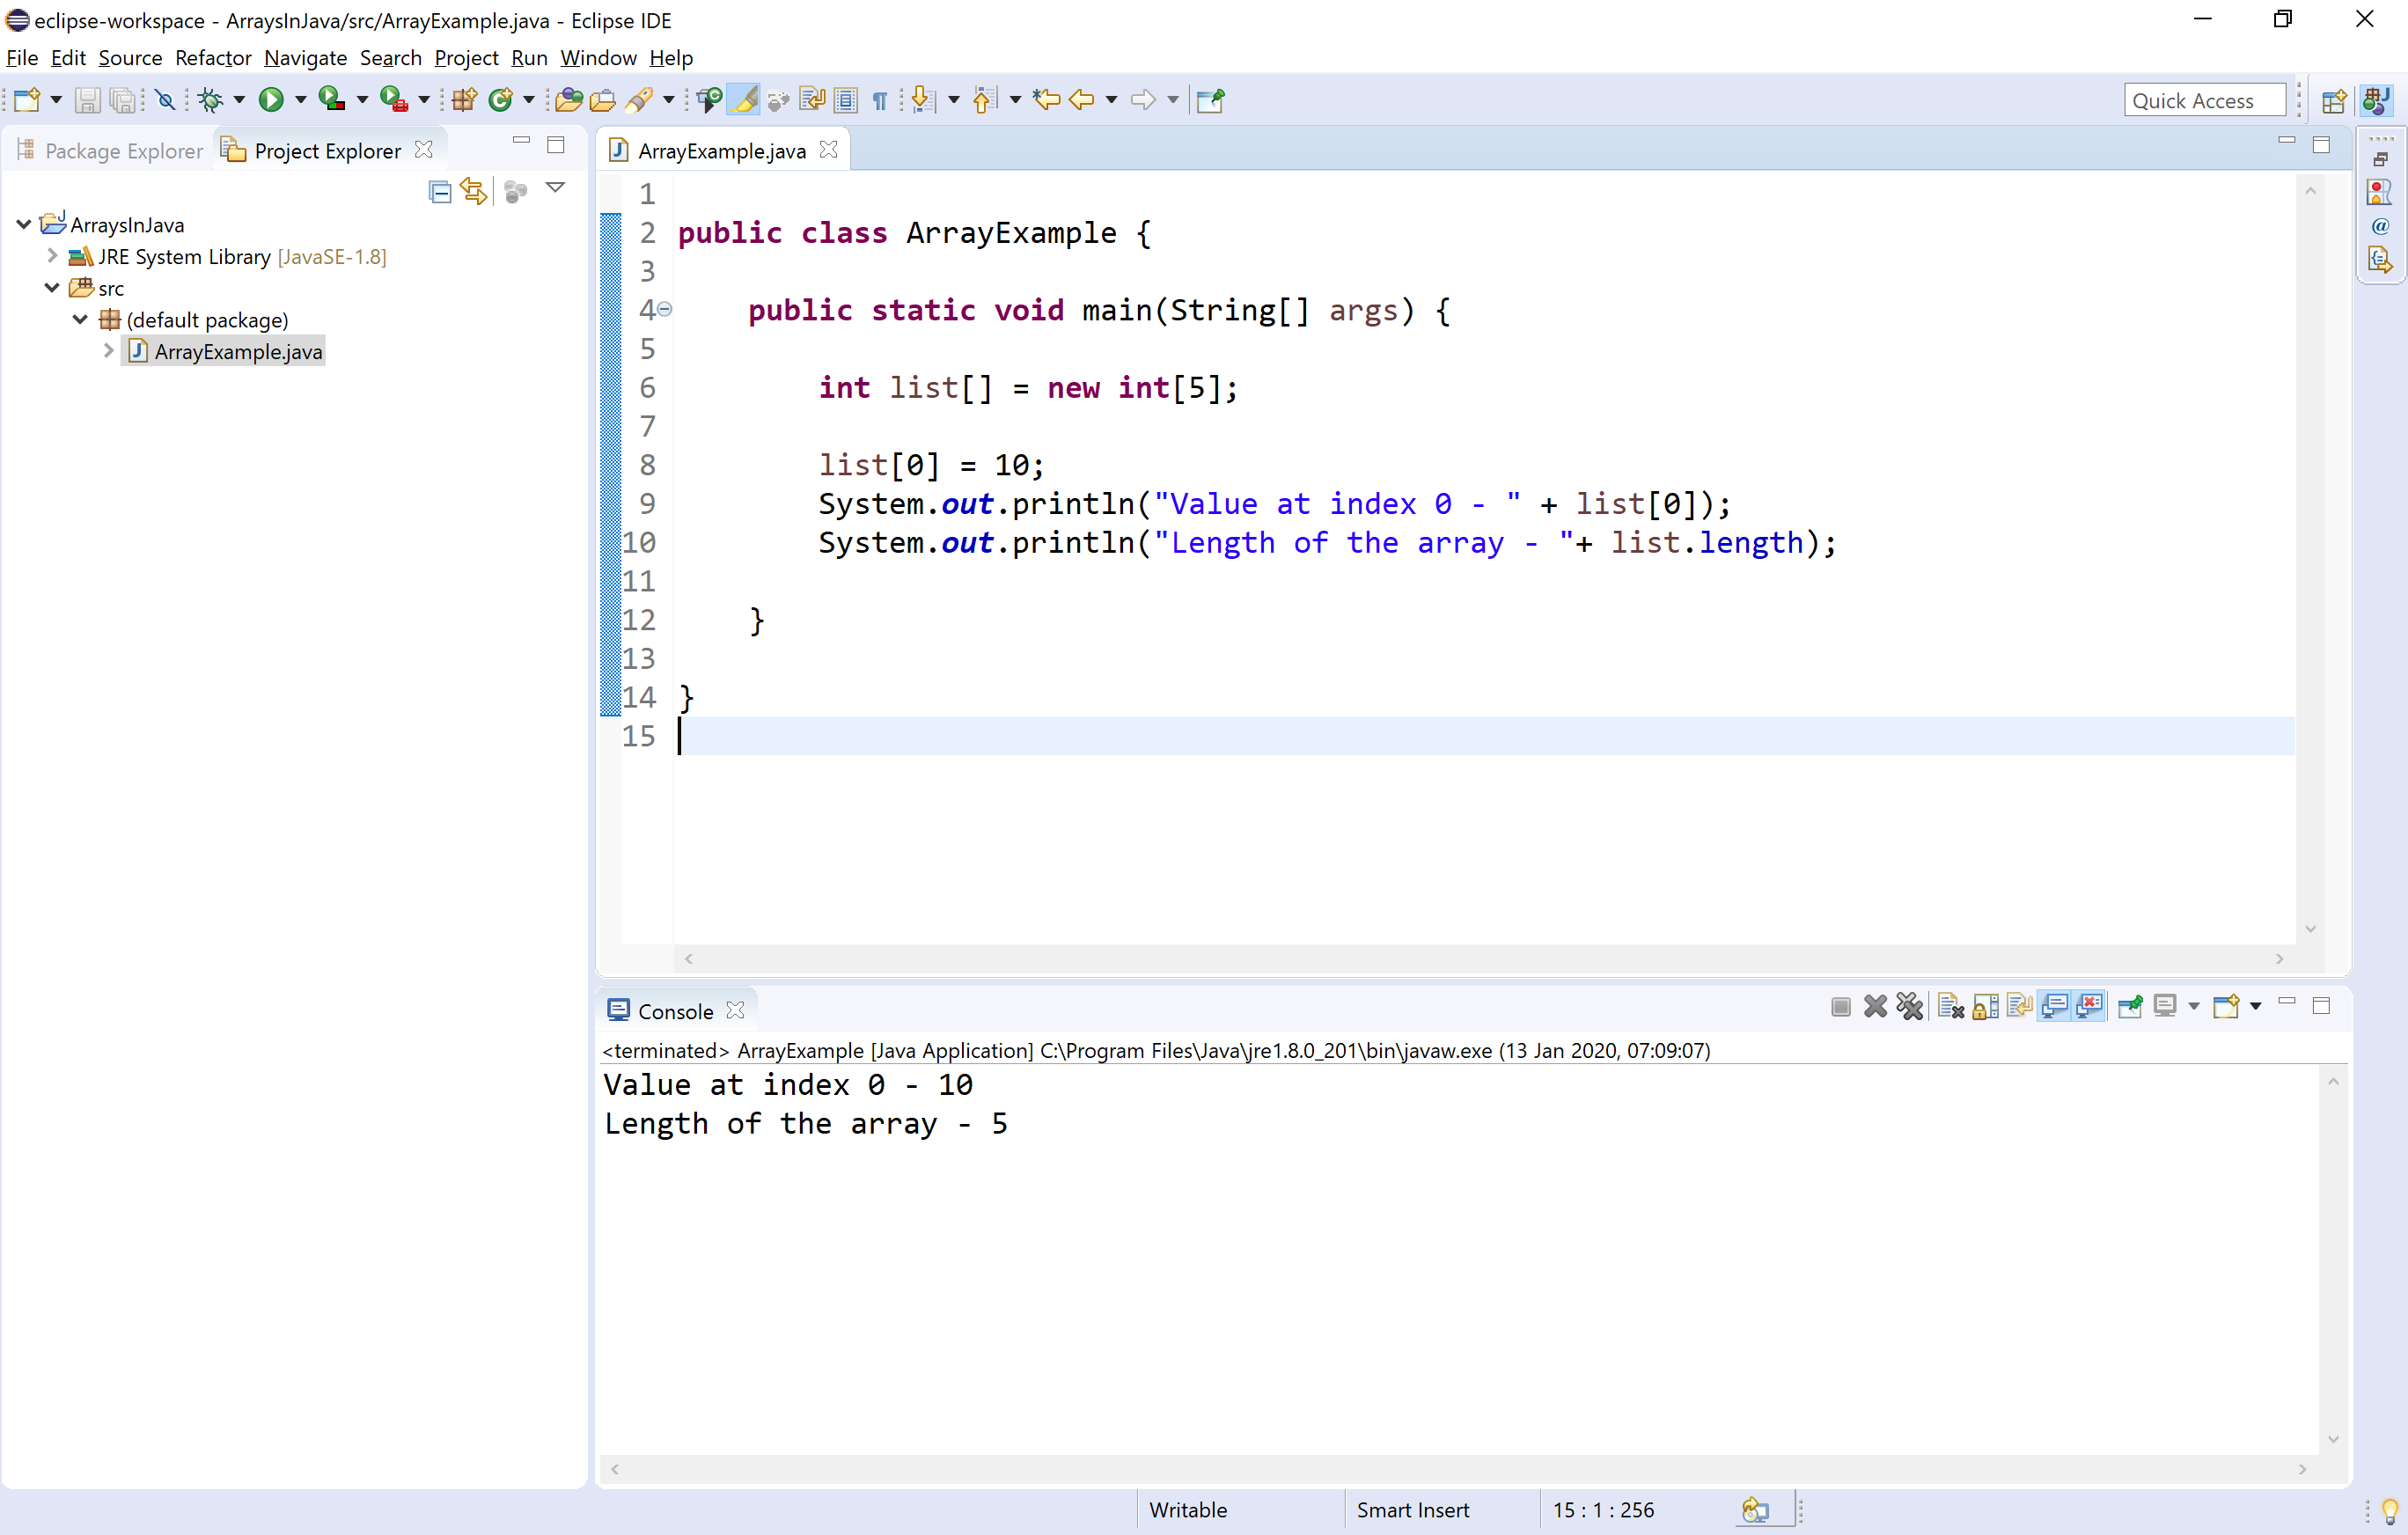 eclipse-workspace - ArraysInJava/src/ArrayExample.java - Eclipse IDE
File Edit Source Refactor Navigate Search Project Run Window Help
Quick Access
Package Explorer Project Explorer
ArraysInJava
JRE System Library [JavaSE-1.8]
src
(default package)
ArrayExample.java
ArrayExample.java
1
2 public class ArrayExample {
3
4 public static void main(String[] args) {
5
6 int list[] = new int[5];
7
8 list[0] = 10;
9 System.out.println("Value at index 0 - " + list[0]);
10 System.out.println("Length of the array - "+ list.length);
11
12 }
13
14 }
15
Console
<terminated> ArrayExample [Java Application] C:\Program Files\Java\jre1.8.0_201\bin\javaw.exe (13 Jan 2020, 07:09:07)
Value at index 0 - 10
Length of the array - 5
Writable Smart Insert 15 : 1 : 256